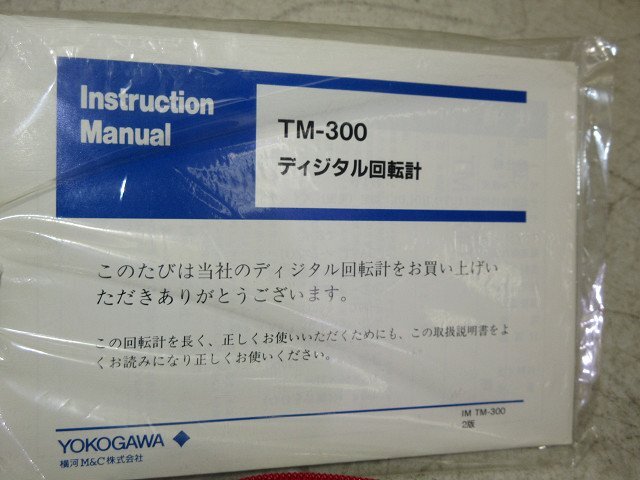 Instruction
Manual
TM-300
ディジタル回転計
このたびは当社のディジタル回転計をお買い上げい
ただきありがとうございます。
この回転計を長く、正しくお使いいただくためにも、この取扱説明書をよ
くお読みになり正しくお使いください。
IM TM-300
2版
YOKOGAWA
横河M&C株式会社